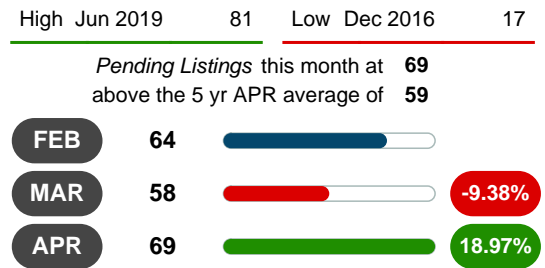 High Jun 2019 81 Low Dec 2016 17
Pending Listings this month at 69
above the 5 yr APR average of 59
FEB 64
MAR 58 -9.38%
APR 69 18.97%